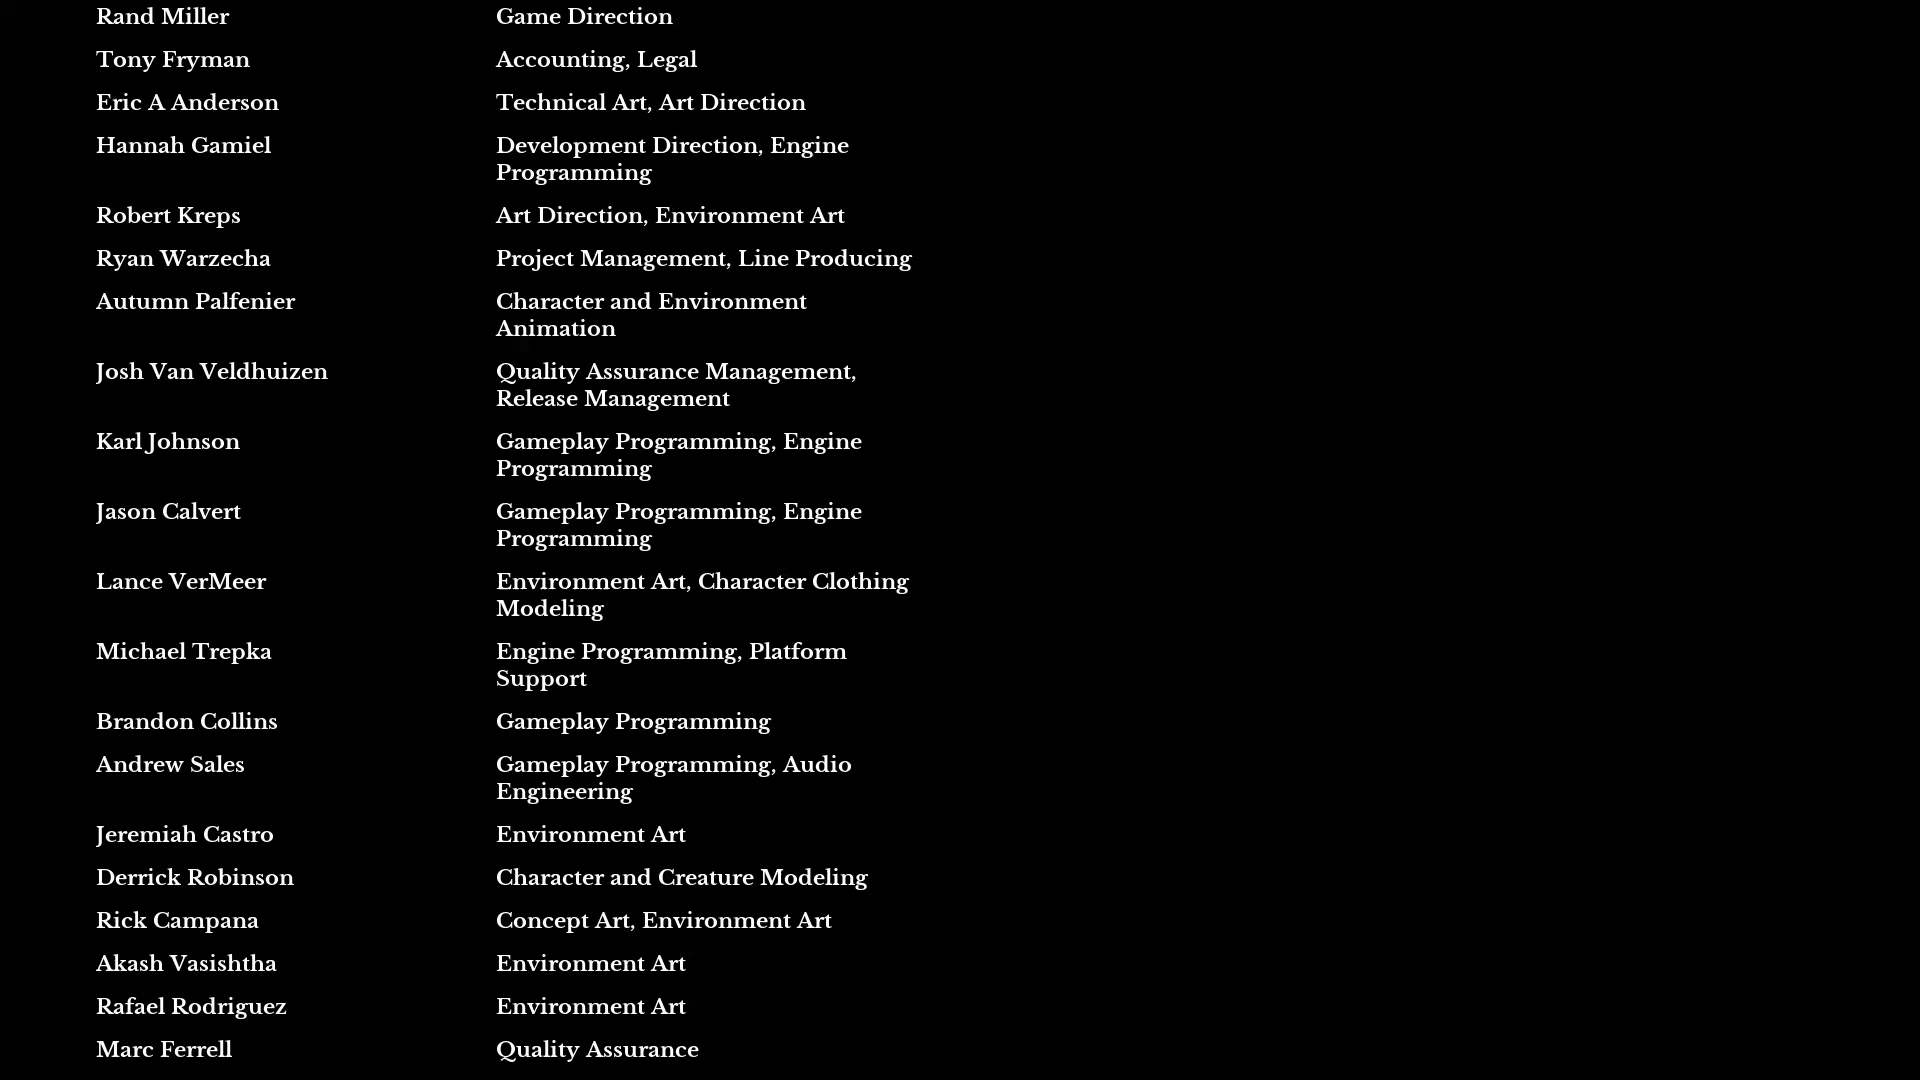 Rand Miller Game Direction
Tony Fryman Accounting, Legal
Eric A Anderson Technical Art, Art Direction
Hannah Gamiel Development Direction, Engine
Programming
Robert Kreps Art Direction, Environment Art
Ryan Warzecha Project Management, Line Producing
Autumn Palfenier Character and Environment
Animation
Josh Van Veldhuizen Quality Assurance Management,
Release Management
Karl Johnson Gameplay Programming, Engine
Programming
Jason Calvert Gameplay Programming, Engine
Programming
Lance VerMeer Environment Art, Character Clothing
Modeling
Michael Trepka Engine Programming, Platform
Support
Brandon Collins Gameplay Programming
Andrew Sales Gameplay Programming, Audio
Engineering
Jeremiah Castro Environment Art
Derrick Robinson Character and Creature Modeling
Rick Campana Concept Art, Environment Art
Akash Vasishtha Environment Art
Rafael Rodriguez Environment Art
Marc Ferrell Quality Assurance